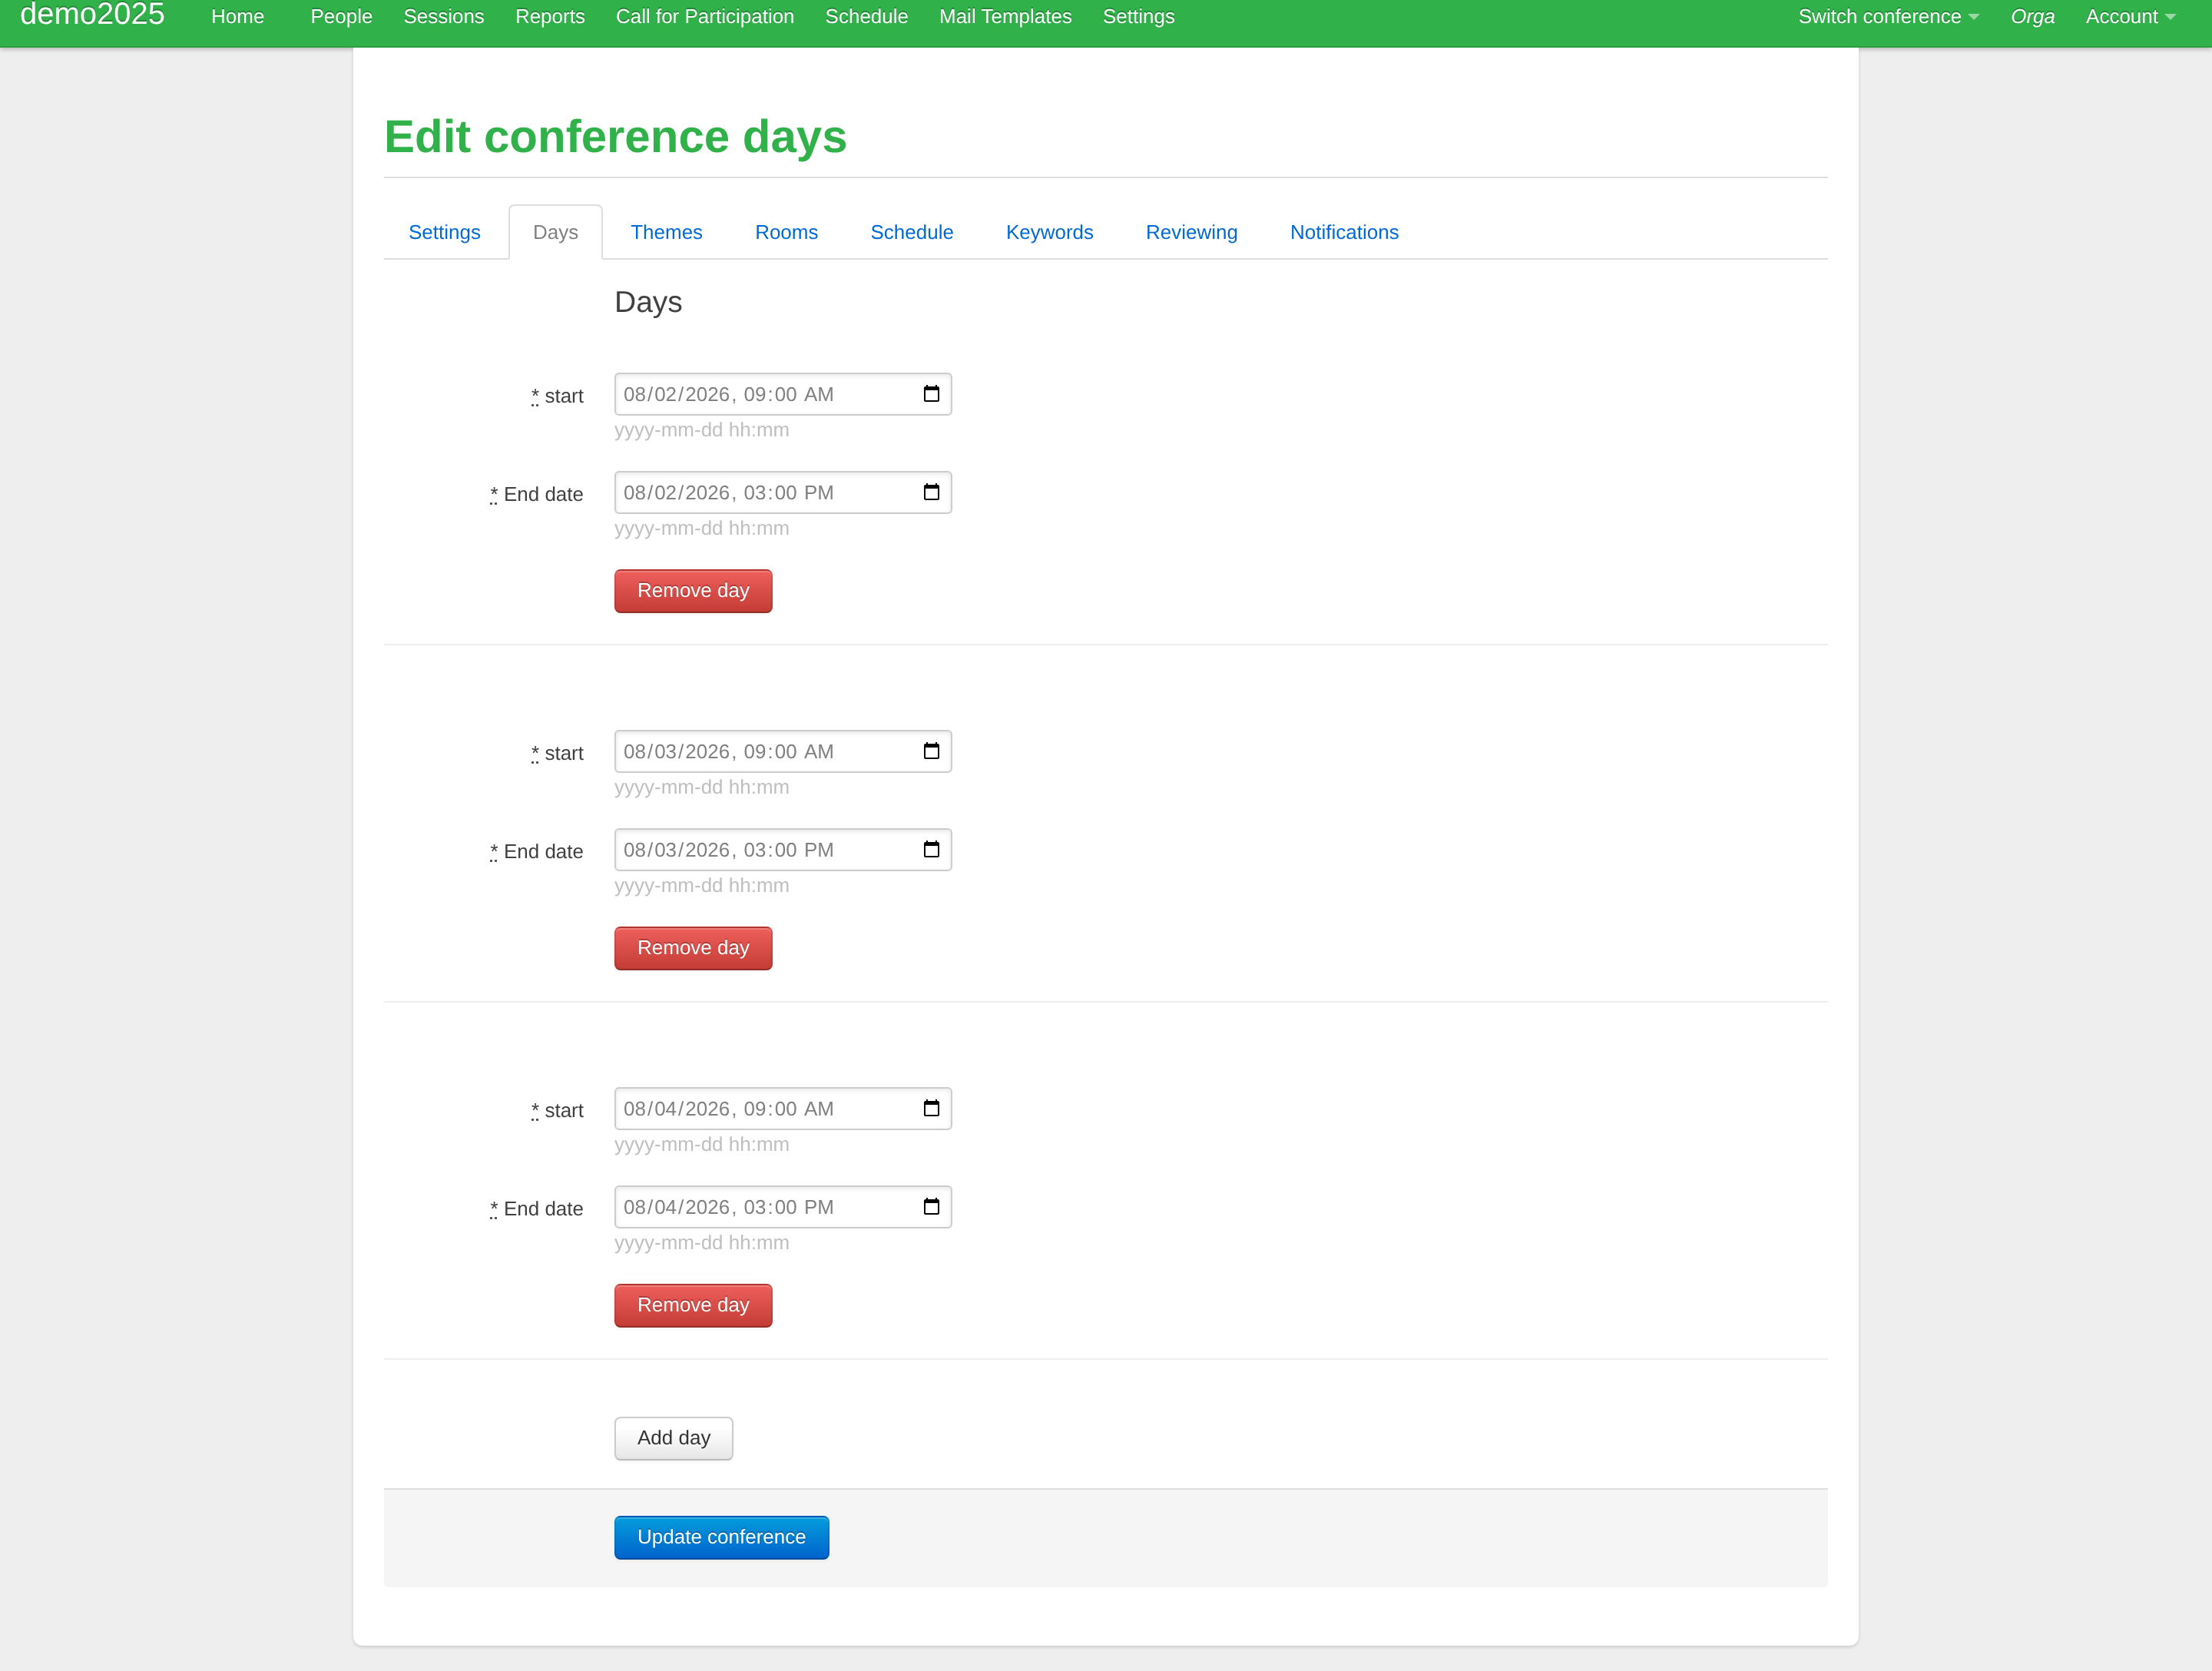 demo2025 Home People Sessions Reports Call for Participation Schedule Mail Templates Settings Switch conference Orga Account
Edit conference days
Settings Days Themes Rooms Schedule Keywords Reviewing Notifications
Days
* start 08/02/2026, 09:00 AM
yyyy-mm-dd hh:mm
* End date 08/02/2026, 03:00 PM
yyyy-mm-dd hh:mm
Remove day
* start 08/03/2026, 09:00 AM
yyyy-mm-dd hh:mm
* End date 08/03/2026, 03:00 PM
yyyy-mm-dd hh:mm
Remove day
* start 08/04/2026, 09:00 AM
yyyy-mm-dd hh:mm
* End date 08/04/2026, 03:00 PM
yyyy-mm-dd hh:mm
Remove day
Add day
Update conference